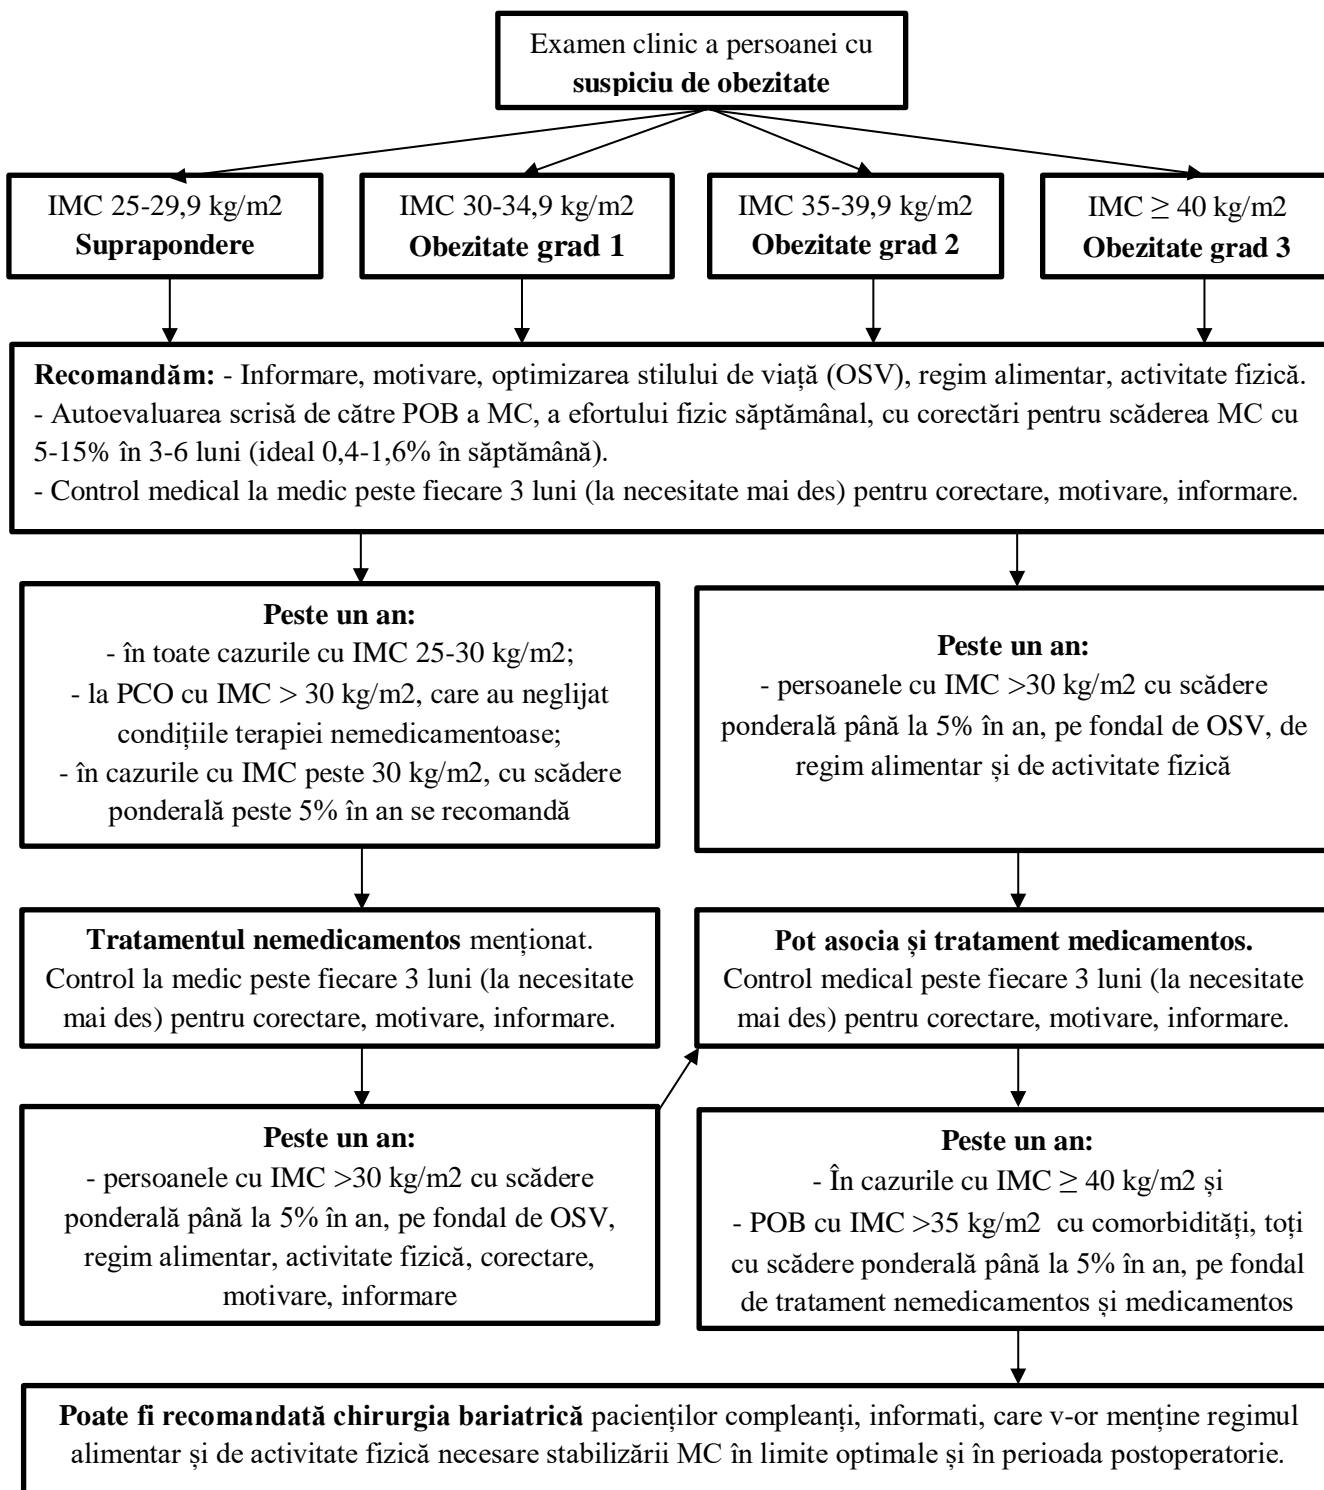 Examen clinic a persoanei cu
suspiciu de obezitate
IMC 25-29,9 kg/m2
Suprapondere
IMC 30-34,9 kg/m2
Obezitate grad 1
IMC 35-39,9 kg/m2
Obezitate grad 2
IMC ≥ 40 kg/m2
Obezitate grad 3
Recomandăm: - Informare, motivare, optimizarea stilului de viață (OSV), regim alimentar, activitate fizică.
- Autoevaluarea scrisă de către POB a MC, a efortului fizic săptămânal, cu corectări pentru scăderea MC cu
5-15% în 3-6 luni (ideal 0,4-1,6% în săptămână).
- Control medical la medic peste fiecare 3 luni (la necesitate mai des) pentru corectare, motivare, informare.
Peste un an:
- în toate cazurile cu IMC 25-30 kg/m2;
- la PCO cu IMC > 30 kg/m2, care au neglijat
condițiile terapiei nemedicamentoase;
- în cazurile cu IMC peste 30 kg/m2, cu scădere
ponderală peste 5% în an se recomandă
Peste un an:
- persoanele cu IMC >30 kg/m2 cu scădere
ponderală până la 5% în an, pe fondal de OSV, de
regim alimentar și de activitate fizică
Tratamentul nemedicamentos menționat.
Control la medic peste fiecare 3 luni (la necesitate
mai des) pentru corectare, motivare, informare.
Pot asocia și tratament medicamentos.
Control medical peste fiecare 3 luni (la necesitate
mai des) pentru corectare, motivare, informare.
Peste un an:
- persoanele cu IMC >30 kg/m2 cu scădere
ponderală până la 5% în an, pe fondal de OSV,
regim alimentar, activitate fizică, corectare,
motivare, informare
Peste un an:
- În cazurile cu IMC ≥ 40 kg/m2 și
- POB cu IMC >35 kg/m2 cu comorbidități, toți
cu scădere ponderală până la 5% în an, pe fondal
de tratament nemedicamentos și medicamentos
Poate fi recomandată chirurgia bariatrică pacienților compleanți, informati, care v-or menține regimul
alimentar și de activitate fizică necesare stabilizării MC în limite optimale și în perioada postoperatorie.